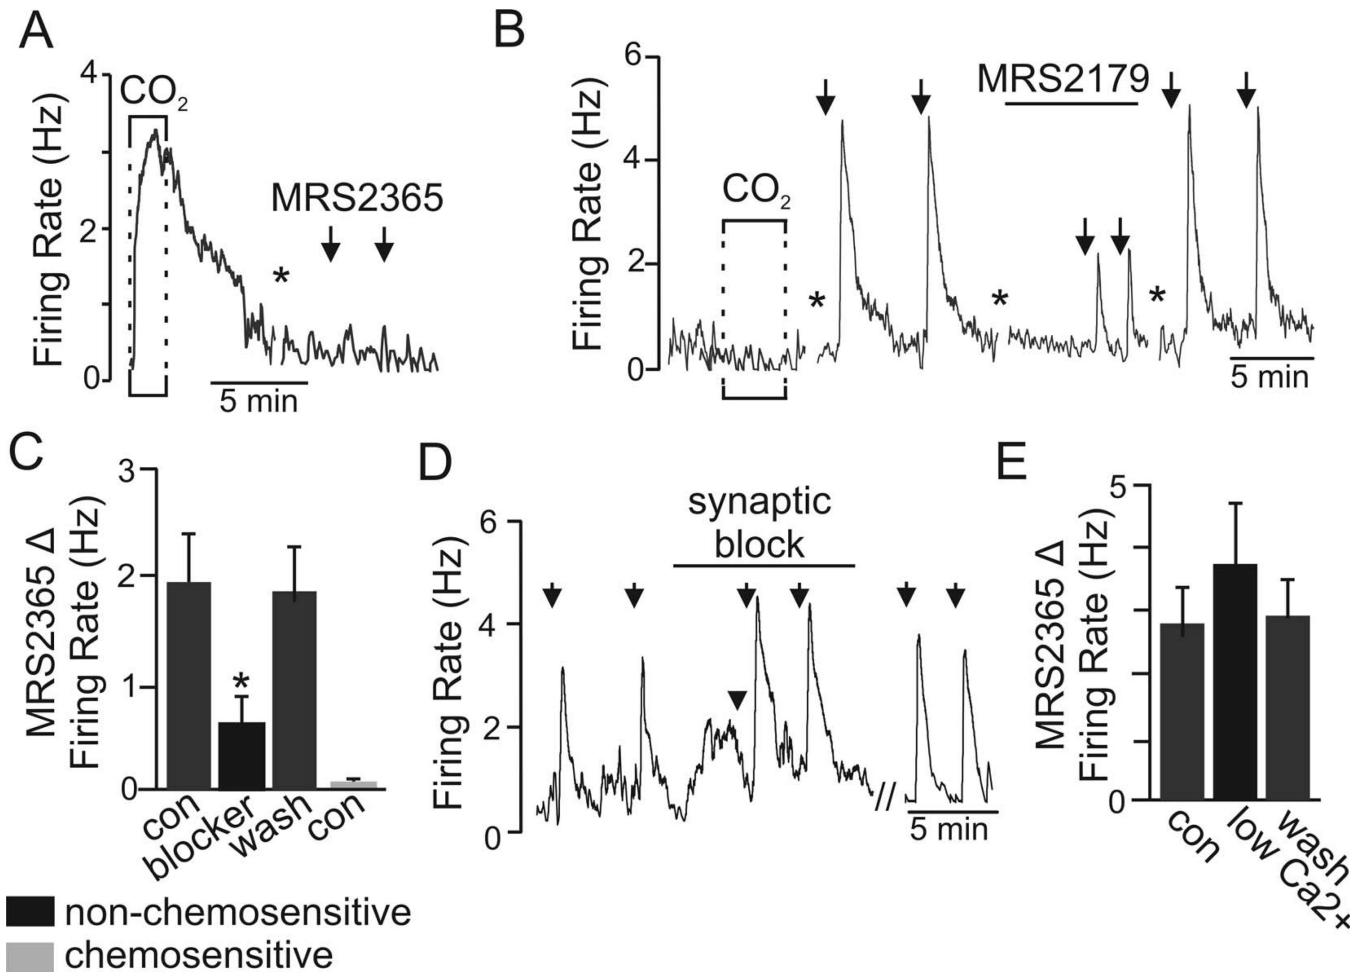 A
Firing Rate (Hz)
4
2
0
CO2
MRS2365
*
5 min
B
Firing Rate (Hz)
6
4
2
0
CO2
MRS2179
*
*
*
5 min
C
MRS2365 Δ
Firing Rate (Hz)
3
2
1
0
*
con
blocker
wash
con
non-chemosensitive
chemosensitive
D
Firing Rate (Hz)
6
4
2
0
synaptic
block
//
5 min
E
MRS2365 Δ
Firing Rate (Hz)
5
0
con
low Ca2+
wash